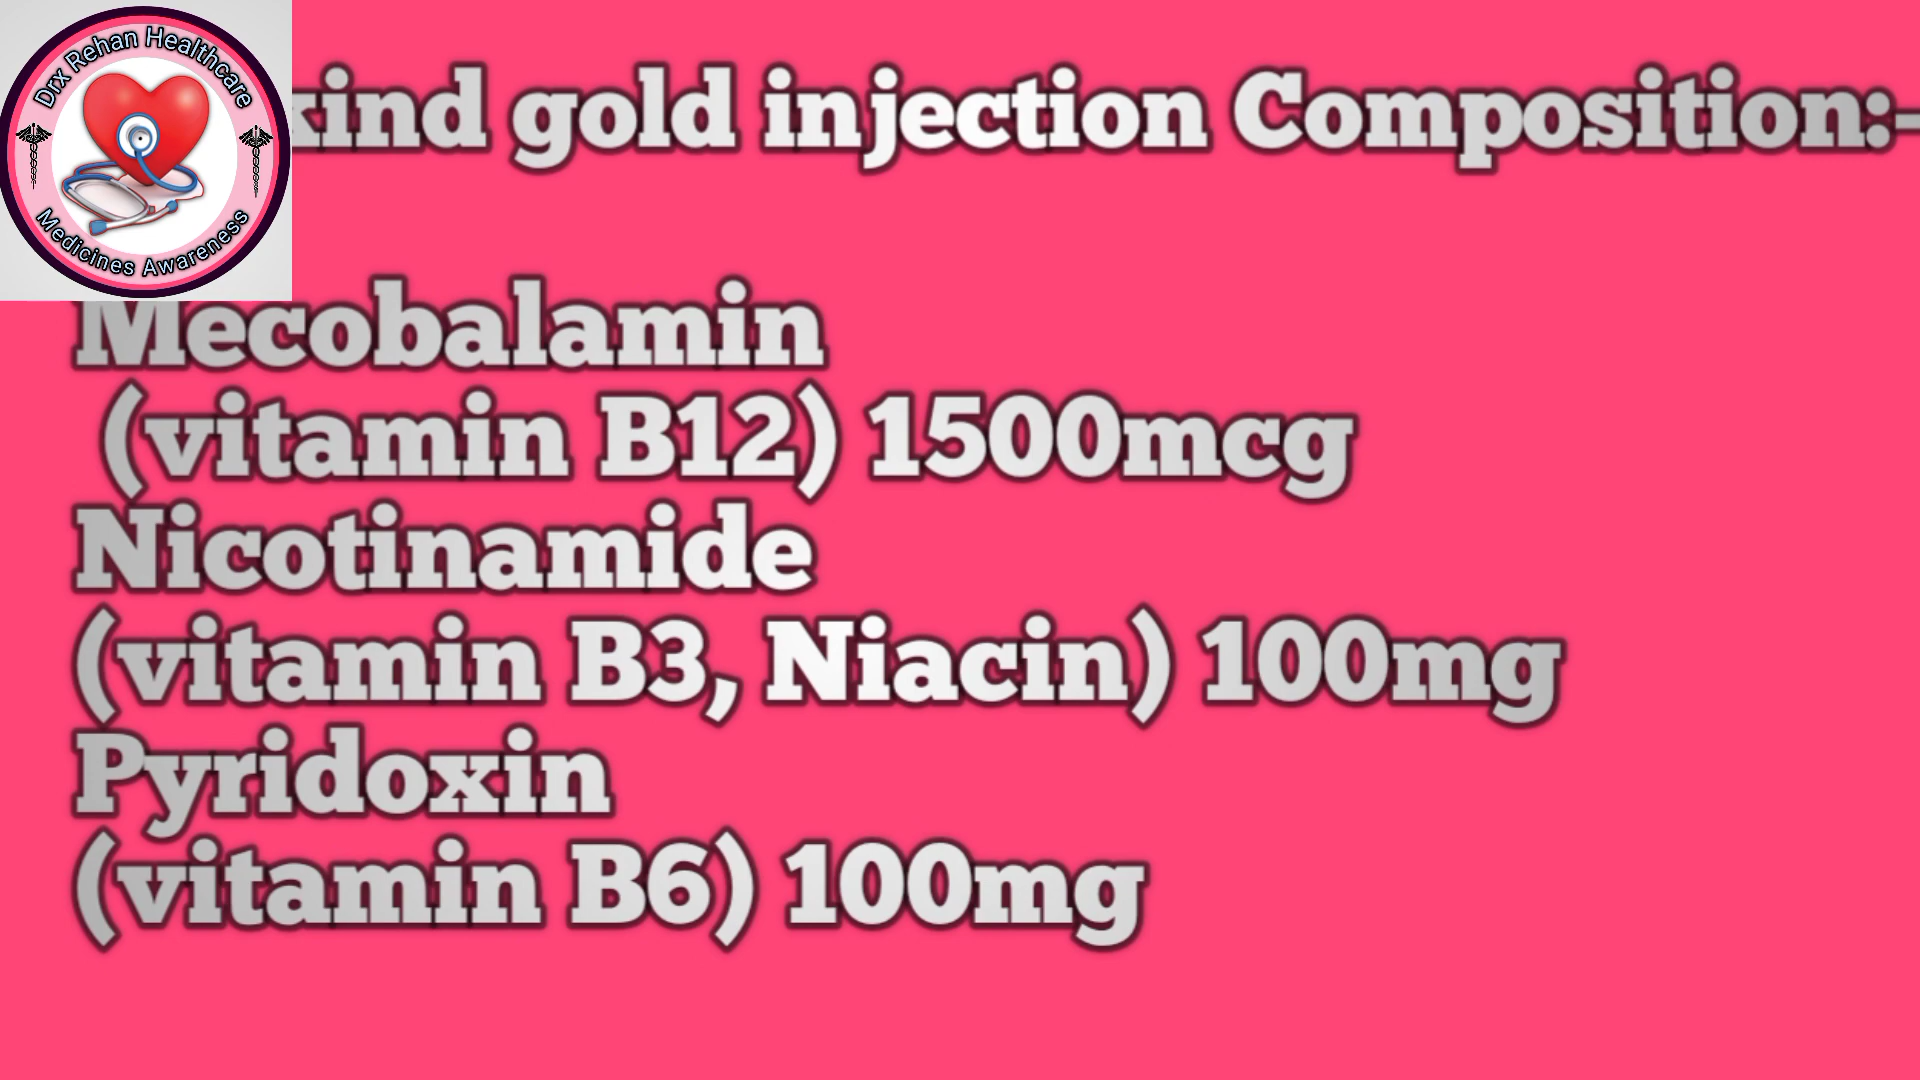 Drx Rehan Healthcare
Medicines Awareness
kind gold injection Composition:-
Mecobalamin
(vitamin B12) 1500mcg
Nicotinamide
(vitamin B3, Niacin) 100mg
Pyridoxin
(vitamin B6) 100mg